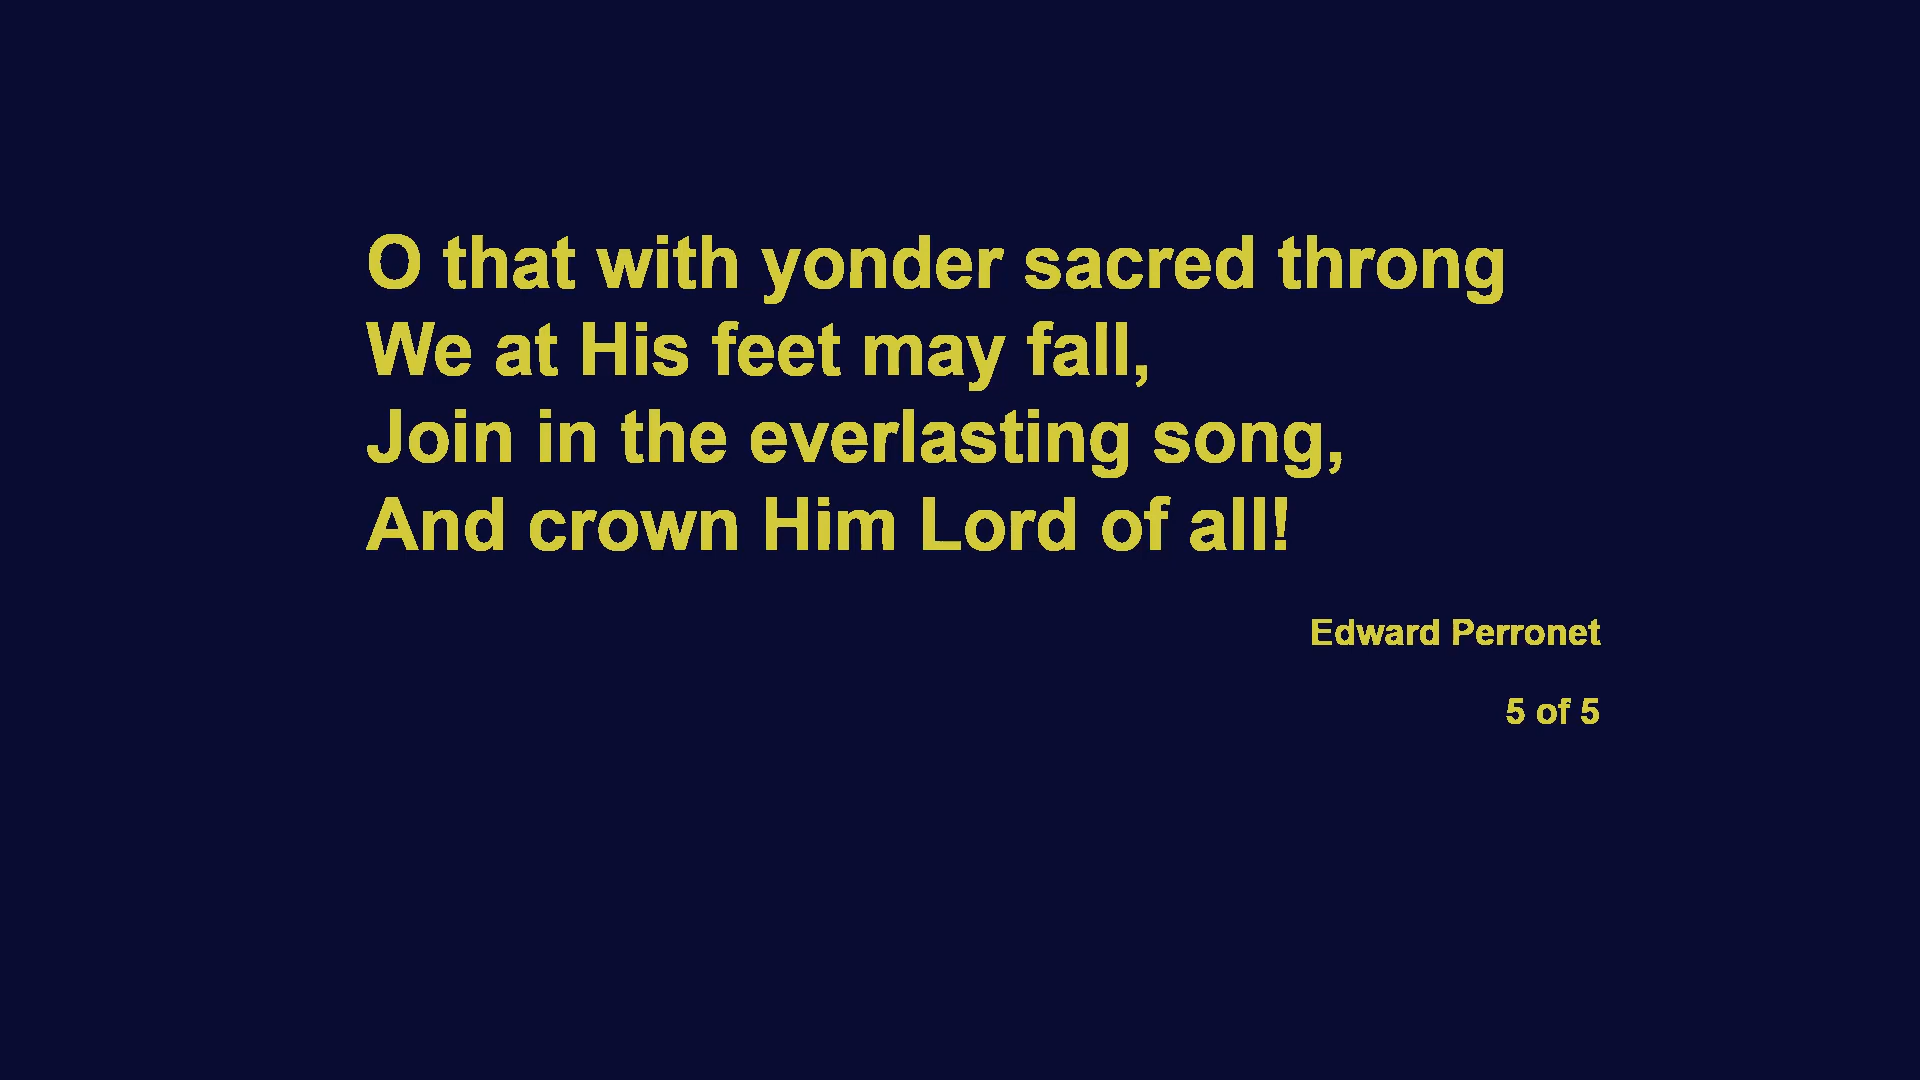 O that with yonder sacred throng
We at His feet may fall,
Join in the everlasting song,
And crown Him Lord of all!
Edward Perronet
5 of 5